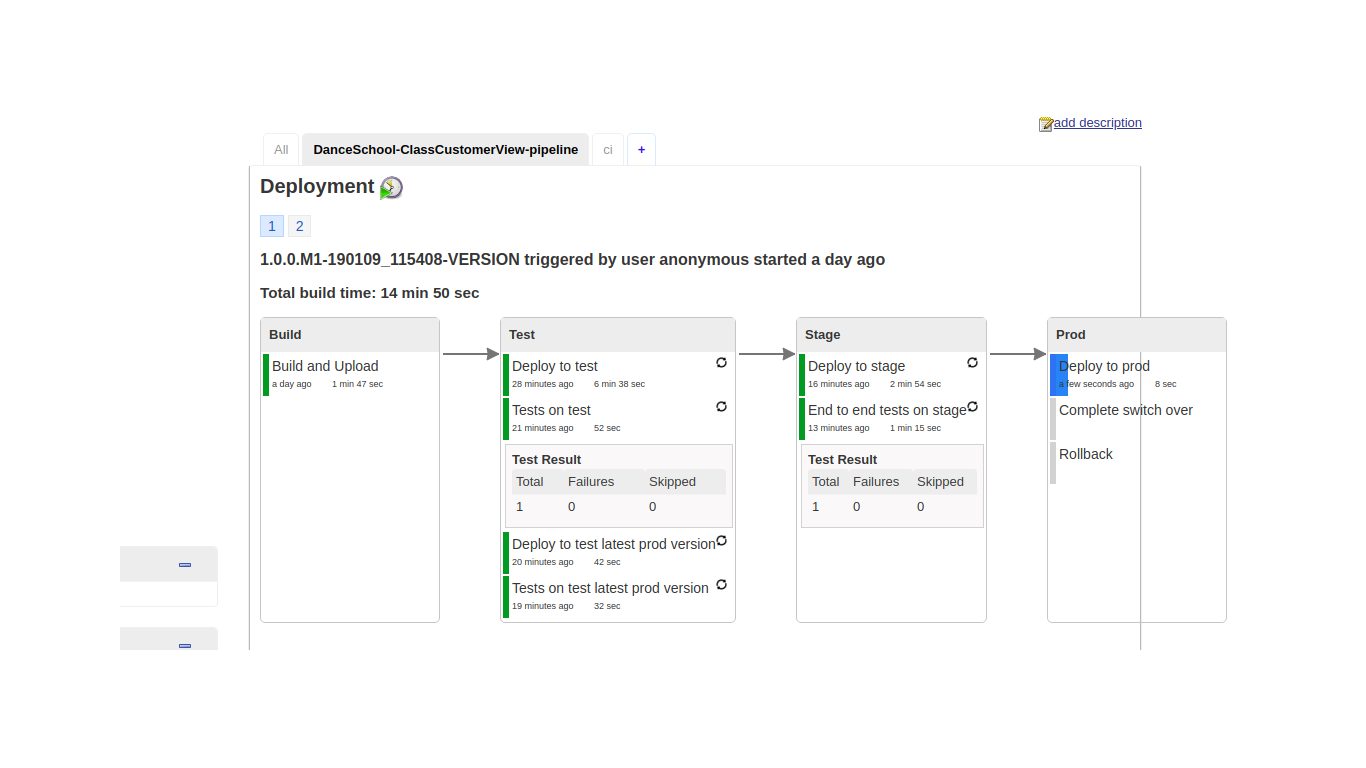 add description
All DanceSchool-ClassCustomerView-pipeline ci +
Deployment
1 2
1.0.0.M1-190109_115408-VERSION triggered by user anonymous started a day ago
Total build time: 14 min 50 sec
Build
Build and Upload
a day ago 1 min 47 sec
Test
Deploy to test
28 minutes ago 6 min 38 sec
Tests on test
21 minutes ago 52 sec
Test Result
Total Failures Skipped
1 0 0
Deploy to test latest prod version
20 minutes ago 42 sec
Tests on test latest prod version
19 minutes ago 32 sec
Stage
Deploy to stage
16 minutes ago 2 min 54 sec
End to end tests on stage
13 minutes ago 1 min 15 sec
Test Result
Total Failures Skipped
1 0 0
Prod
Deploy to prod
a few seconds ago 8 sec
Complete switch over
Rollback